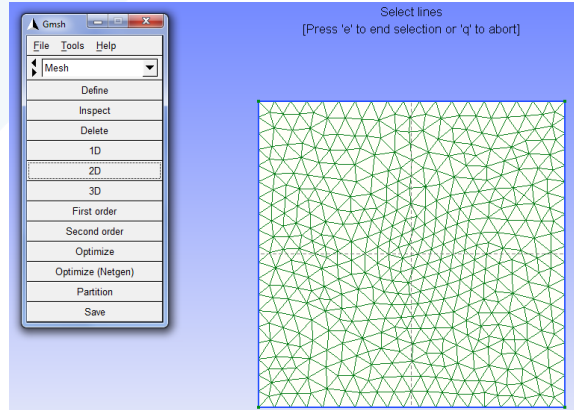 Gmsh
File Tools Help
Mesh
Define
Inspect
Delete
1D
2D
3D
First order
Second order
Optimize
Optimize (Netgen)
Partition
Save
Select lines
[Press 'e' to end selection or 'q' to abort]